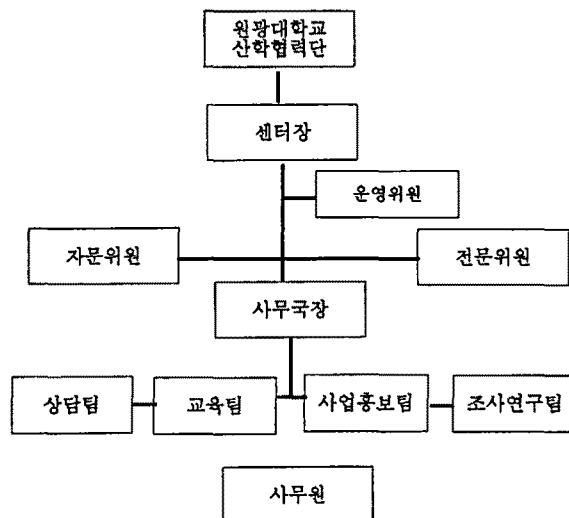 원광대학교
산학협력단
센터장
운영위원
자문위원
전문위원
사무국장
상담팀
교육팀
사업홍보팀
조사연구팀
사무원